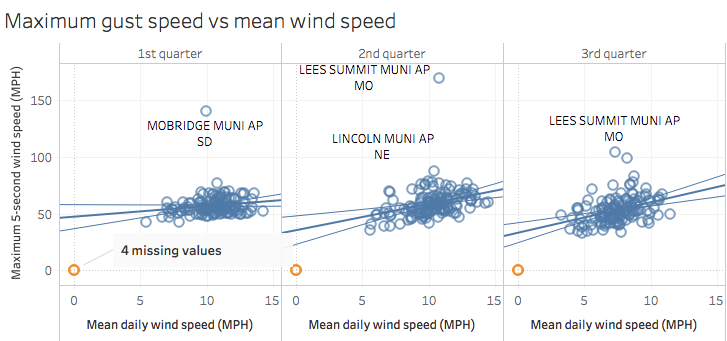 Maximum gust speed vs mean wind speed
1st quarter
2nd quarter
3rd quarter
Maximum 5-second wind speed (MPH)
150
100
50
0
MOBRIDGE MUNI AP
SD
4 missing values
LEES SUMMIT MUNI AP
MO
LINCOLN MUNI AP
NE
LEES SUMMIT MUNI AP
MO
0 5 10 15
0 5 10 15
0 5 10 15
Mean daily wind speed (MPH)
Mean daily wind speed (MPH)
Mean daily wind speed (MPH)